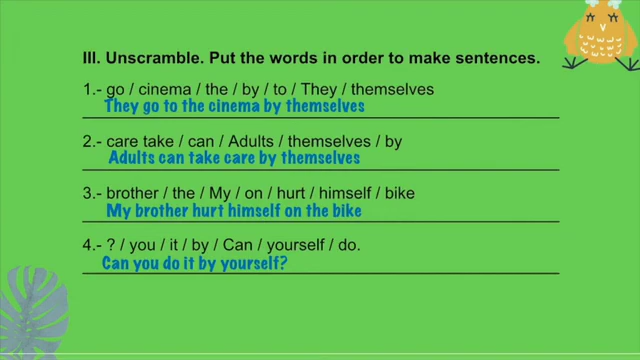 III. Unscramble. Put the words in order to make sentences.
1.- go / cinema / the / by / to / They / themselves
They go to the cinema by themselves
2.- care take / can / Adults / themselves / by
Adults can take care by themselves
3.- brother / the / My / on / hurt / himself / bike
My brother hurt himself on the bike
4.- ? / you / it / by / Can / yourself / do.
Can you do it by yourself?